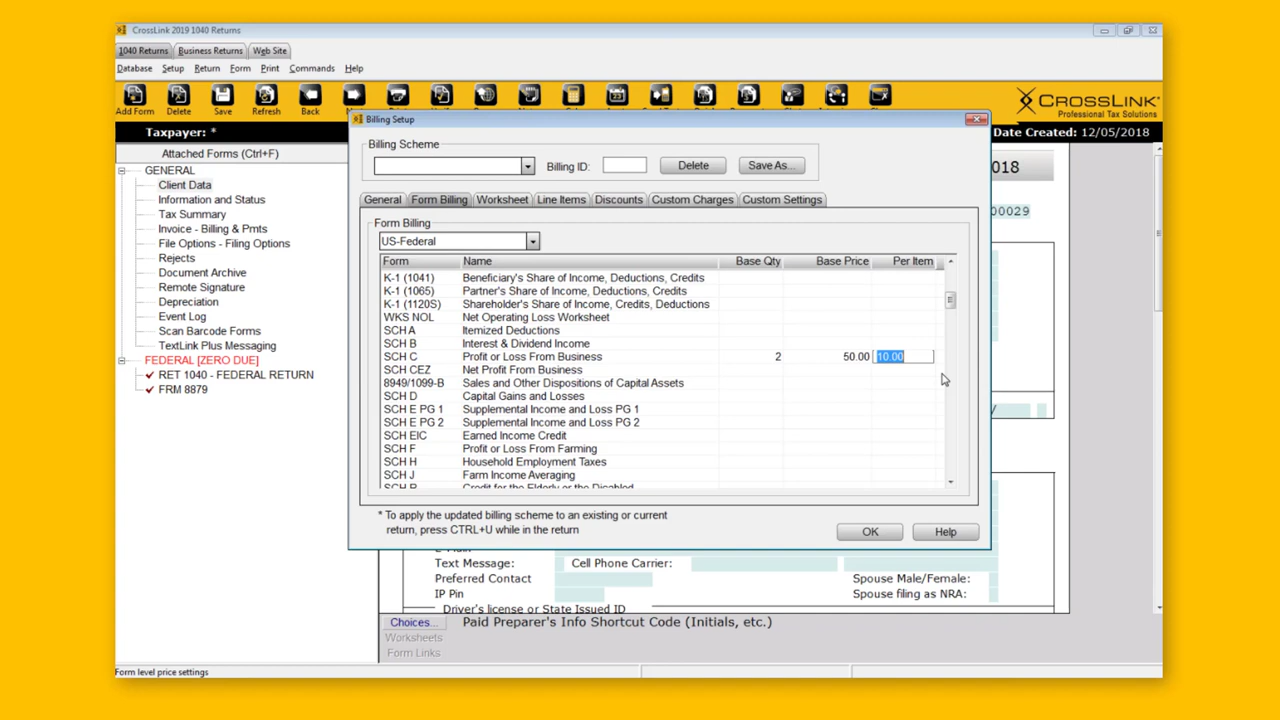 CrossLink 2019 1040 Returns
1040 Returns Business Returns Web Site
Database Setup Return Form Print Commands Help
Add Form Delete Save Refresh Back
CROSSLINK
Professional Tax Solutions
Taxpayer: *
Date Created: 12/05/2018
Attached Forms (Ctrl+F)
GENERAL
Client Data
Information and Status
Tax Summary
Invoice - Billing & Pmts
File Options - Filing Options
Rejects
Document Archive
Remote Signature
Depreciation
Event Log
Scan Barcode Forms
TextLink Plus Messaging
FEDERAL [ZERO DUE]
RET 1040 - FEDERAL RETURN
FRM 8879
018
00029
Billing Setup
Billing Scheme
Billing ID: Delete Save As...
General Form Billing Worksheet Line Items Discounts Custom Charges Custom Settings
Form Billing
US-Federal
Form Name Base Qty Base Price Per Item
K-1 (1041) Beneficiary's Share of Income, Deductions, Credits
K-1 (1065) Partner's Share of Income, Deductions, Credits
K-1 (1120S) Shareholder's Share of Income, Credits, Deductions
WKS NOL Net Operating Loss Worksheet
SCH A Itemized Deductions
SCH B Interest & Dividend Income
SCH C Profit or Loss From Business 2 50.00 10.00
SCH CEZ Net Profit From Business
8949/1099-B Sales and Other Dispositions of Capital Assets
SCH D Capital Gains and Losses
SCH E PG 1 Supplemental Income and Loss PG 1
SCH E PG 2 Supplemental Income and Loss PG 2
SCH EIC Earned Income Credit
SCH F Profit or Loss From Farming
SCH H Household Employment Taxes
SCH J Farm Income Averaging
SCH R Credit for the Elderly or the Disabled
* To apply the updated billing scheme to an existing or current
return, press CTRL+U while in the return
OK Help
Text Message: Cell Phone Carrier:
Preferred Contact Spouse Male/Female:
IP Pin Spouse filing as NRA:
Driver's license or State Issued ID
Choices... Paid Preparer's Info Shortcut Code (Initials, etc.)
Worksheets
Form Links
Form level price settings